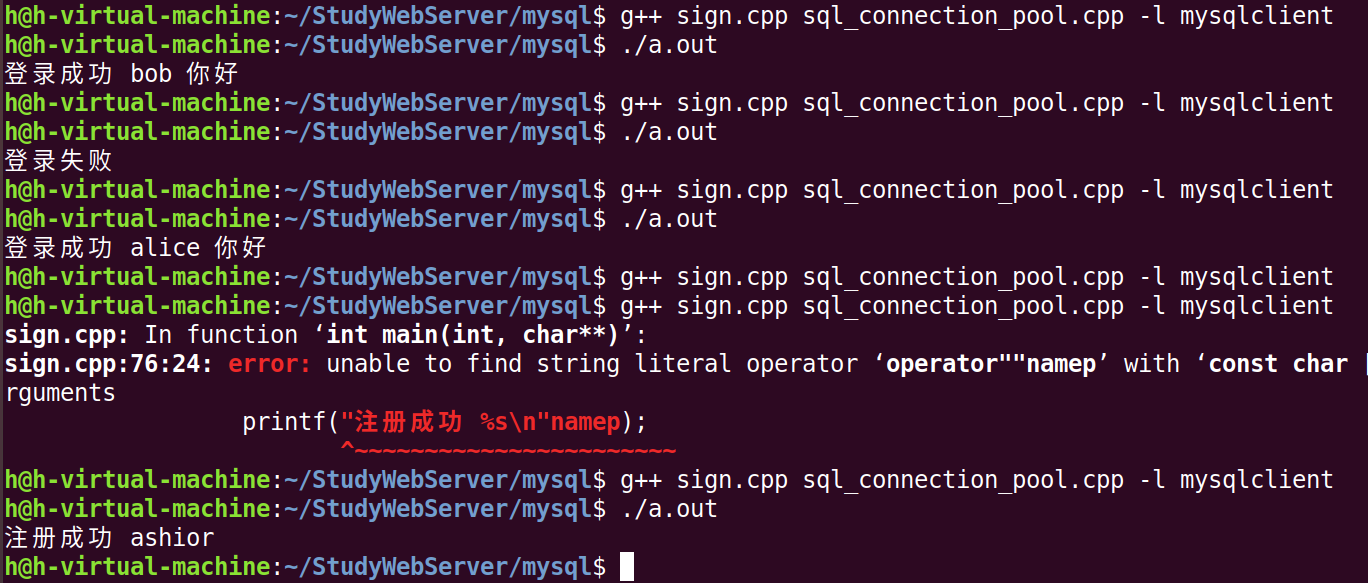 h@h-virtual-machine:~/StudyWebServer/mysql$ g++ sign.cpp sql_connection_pool.cpp -l mysqlclient
h@h-virtual-machine:~/StudyWebServer/mysql$ ./a.out
登录成功 bob 你好
h@h-virtual-machine:~/StudyWebServer/mysql$ g++ sign.cpp sql_connection_pool.cpp -l mysqlclient
h@h-virtual-machine:~/StudyWebServer/mysql$ ./a.out
登录失败
h@h-virtual-machine:~/StudyWebServer/mysql$ g++ sign.cpp sql_connection_pool.cpp -l mysqlclient
h@h-virtual-machine:~/StudyWebServer/mysql$ ./a.out
登录成功 alice 你好
h@h-virtual-machine:~/StudyWebServer/mysql$ g++ sign.cpp sql_connection_pool.cpp -l mysqlclient
h@h-virtual-machine:~/StudyWebServer/mysql$ g++ sign.cpp sql_connection_pool.cpp -l mysqlclient
sign.cpp: In function ‘int main(int, char**)’:
sign.cpp:76:24: error: unable to find string literal operator ‘operator""namep’ with ‘const char
rguments
printf("注册成功 %s\n"namep);
^~~~~~~~~~~~~~~~~~~~~~~~
h@h-virtual-machine:~/StudyWebServer/mysql$ g++ sign.cpp sql_connection_pool.cpp -l mysqlclient
h@h-virtual-machine:~/StudyWebServer/mysql$ ./a.out
注册成功 ashior
h@h-virtual-machine:~/StudyWebServer/mysql$